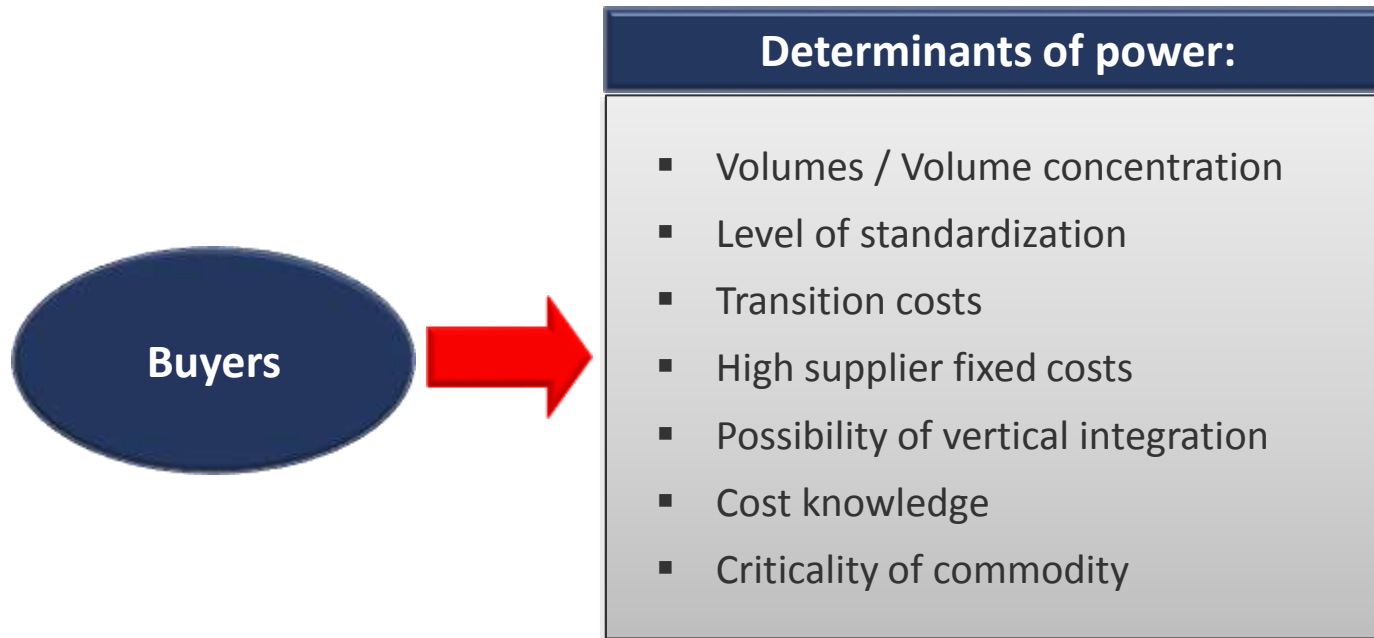 Determinants of power:
▪ Volumes / Volume concentration
▪ Level of standardization
▪ Transition costs
▪ High supplier fixed costs
▪ Possibility of vertical integration
▪ Cost knowledge
▪ Criticality of commodity
Buyers